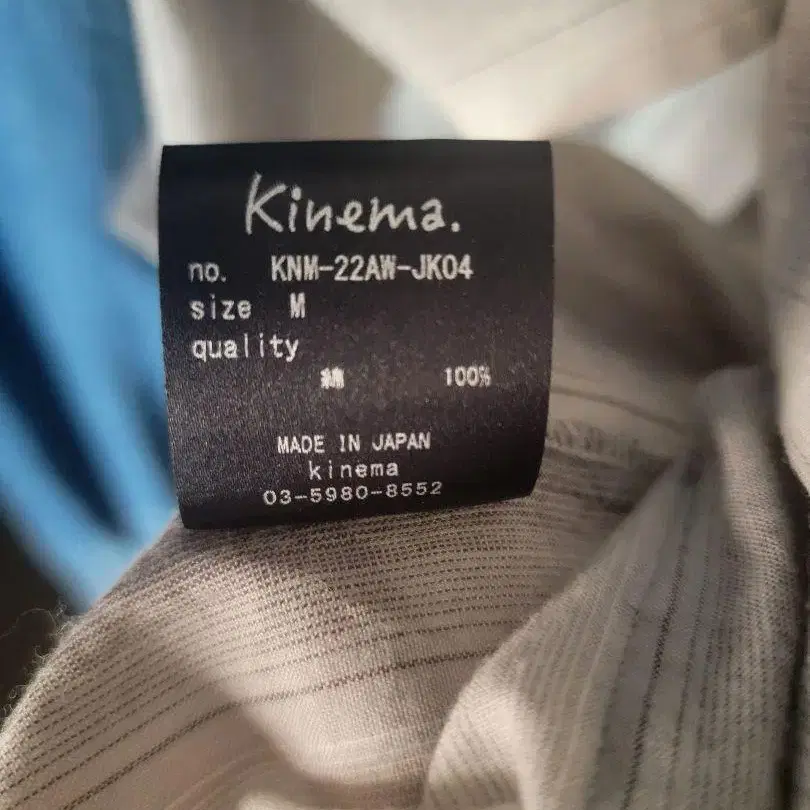 Kinema.
no. KNM-22AW-JK04
size M
quality
綿 100%
MADE IN JAPAN
kinema
03-5980-8552